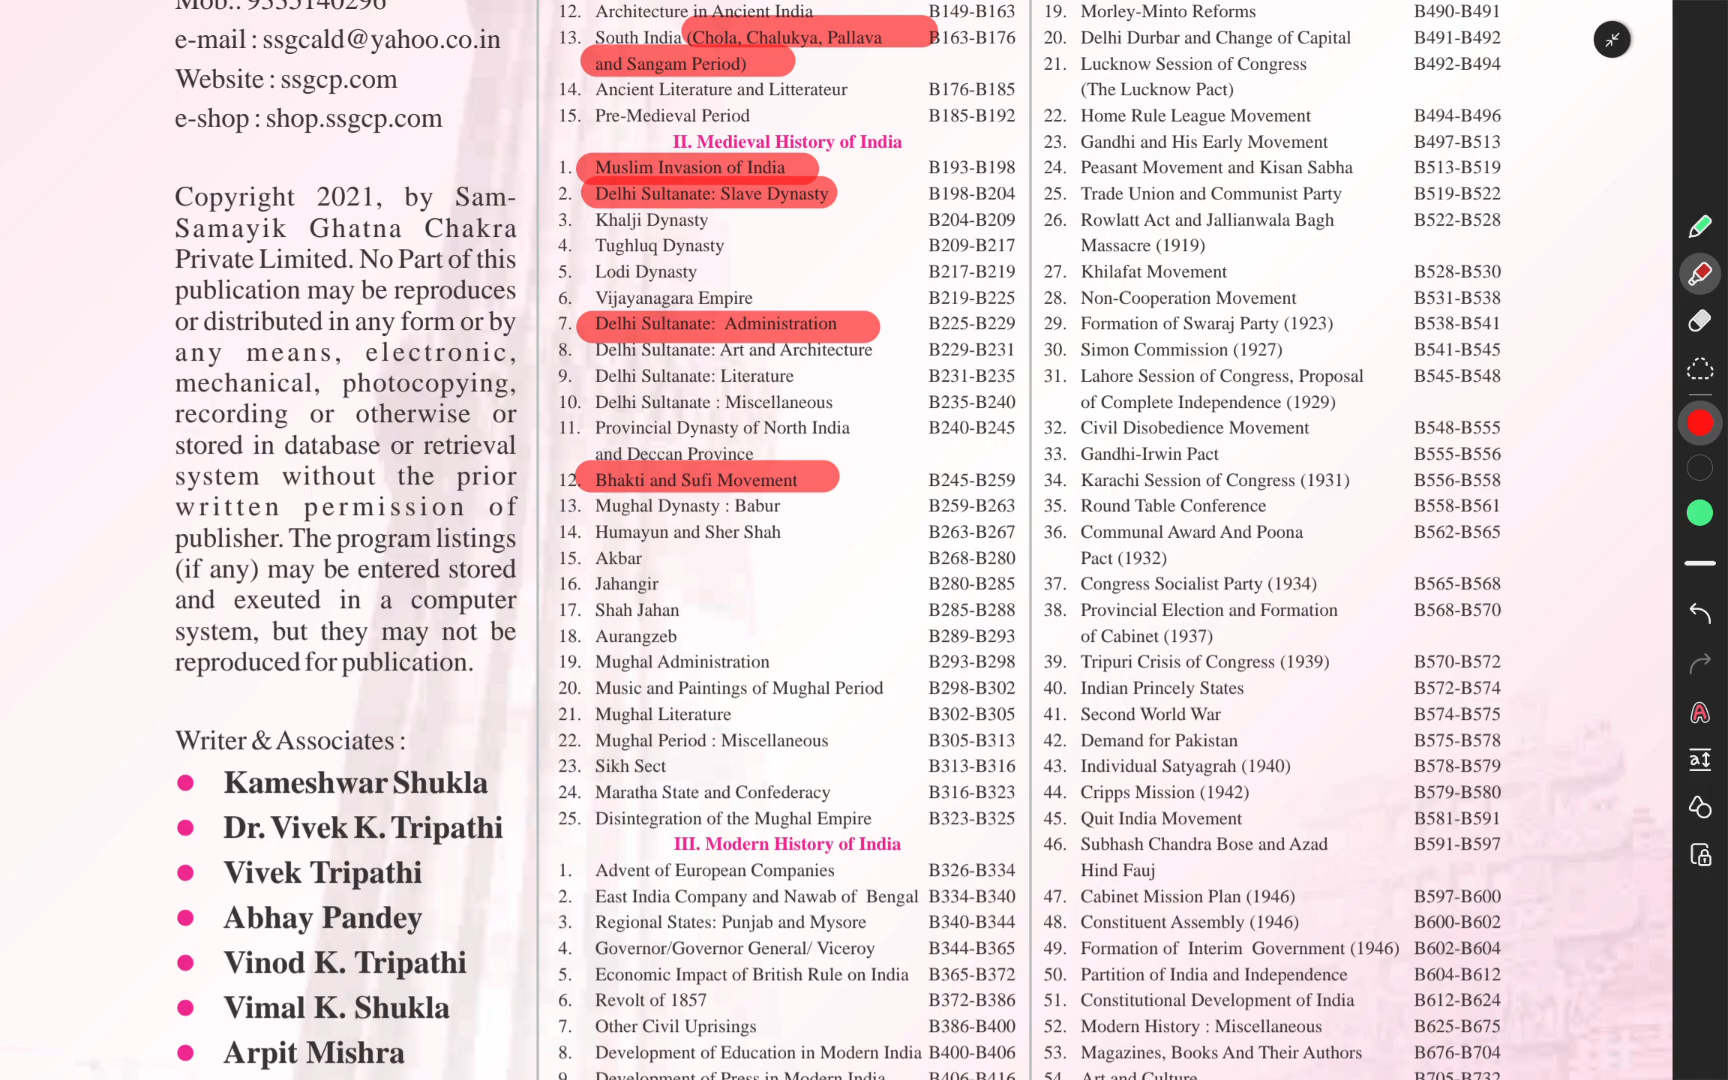 Mob.: 9335140296
e-mail : ssgcald@yahoo.co.in
Website : ssgcp.com
e-shop : shop.ssgcp.com
Copyright 2021, by Sam-
Samayik Ghatna Chakra
Private Limited. No Part of this
publication may be reproduces
or distributed in any form or by
any means, electronic,
mechanical, photocopying,
recording or otherwise or
stored in database or retrieval
system without the prior
written permission of
publisher. The program listings
(if any) may be entered stored
and exeuted in a computer
system, but they may not be
reproduced for publication.
Writer & Associates :
Kameshwar Shukla
Dr. Vivek K. Tripathi
Vivek Tripathi
Abhay Pandey
Vinod K. Tripathi
Vimal K. Shukla
Arpit Mishra
12. Architecture in Ancient India B149-B163
13. South India (Chola, Chalukya, Pallava B163-B176
and Sangam Period)
14. Ancient Literature and Litterateur B176-B185
15. Pre-Medieval Period B185-B192
II. Medieval History of India
1. Muslim Invasion of India B193-B198
2. Delhi Sultanate: Slave Dynasty B198-B204
3. Khalji Dynasty B204-B209
4. Tughluq Dynasty B209-B217
5. Lodi Dynasty B217-B219
6. Vijayanagara Empire B219-B225
7. Delhi Sultanate: Administration B225-B229
8. Delhi Sultanate: Art and Architecture B229-B231
9. Delhi Sultanate: Literature B231-B235
10. Delhi Sultanate : Miscellaneous B235-B240
11. Provincial Dynasty of North India B240-B245
and Deccan Province
12. Bhakti and Sufi Movement B245-B259
13. Mughal Dynasty : Babur B259-B263
14. Humayun and Sher Shah B263-B267
15. Akbar B268-B280
16. Jahangir B280-B285
17. Shah Jahan B285-B288
18. Aurangzeb B289-B293
19. Mughal Administration B293-B298
20. Music and Paintings of Mughal Period B298-B302
21. Mughal Literature B302-B305
22. Mughal Period : Miscellaneous B305-B313
23. Sikh Sect B313-B316
24. Maratha State and Confederacy B316-B323
25. Disintegration of the Mughal Empire B323-B325
III. Modern History of India
1. Advent of European Companies B326-B334
2. East India Company and Nawab of Bengal B334-B340
3. Regional States: Punjab and Mysore B340-B344
4. Governor/Governor General/ Viceroy B344-B365
5. Economic Impact of British Rule on India B365-B372
6. Revolt of 1857 B372-B386
7. Other Civil Uprisings B386-B400
8. Development of Education in Modern India B400-B406
9. Development of Press in Modern India B406-B416
19. Morley-Minto Reforms B490-B491
20. Delhi Durbar and Change of Capital B491-B492
21. Lucknow Session of Congress B492-B494
(The Lucknow Pact)
22. Home Rule League Movement B494-B496
23. Gandhi and His Early Movement B497-B513
24. Peasant Movement and Kisan Sabha B513-B519
25. Trade Union and Communist Party B519-B522
26. Rowlatt Act and Jallianwala Bagh B522-B528
Massacre (1919)
27. Khilafat Movement B528-B530
28. Non-Cooperation Movement B531-B538
29. Formation of Swaraj Party (1923) B538-B541
30. Simon Commission (1927) B541-B545
31. Lahore Session of Congress, Proposal B545-B548
of Complete Independence (1929)
32. Civil Disobedience Movement B548-B555
33. Gandhi-Irwin Pact B555-B556
34. Karachi Session of Congress (1931) B556-B558
35. Round Table Conference B558-B561
36. Communal Award And Poona B562-B565
Pact (1932)
37. Congress Socialist Party (1934) B565-B568
38. Provincial Election and Formation B568-B570
of Cabinet (1937)
39. Tripuri Crisis of Congress (1939) B570-B572
40. Indian Princely States B572-B574
41. Second World War B574-B575
42. Demand for Pakistan B575-B578
43. Individual Satyagrah (1940) B578-B579
44. Cripps Mission (1942) B579-B580
45. Quit India Movement B581-B591
46. Subhash Chandra Bose and Azad B591-B597
Hind Fauj
47. Cabinet Mission Plan (1946) B597-B600
48. Constituent Assembly (1946) B600-B602
49. Formation of Interim Government (1946) B602-B604
50. Partition of India and Independence B604-B612
51. Constitutional Development of India B612-B624
52. Modern History : Miscellaneous B625-B675
53. Magazines, Books And Their Authors B676-B704
54. Art and Culture B705-B732